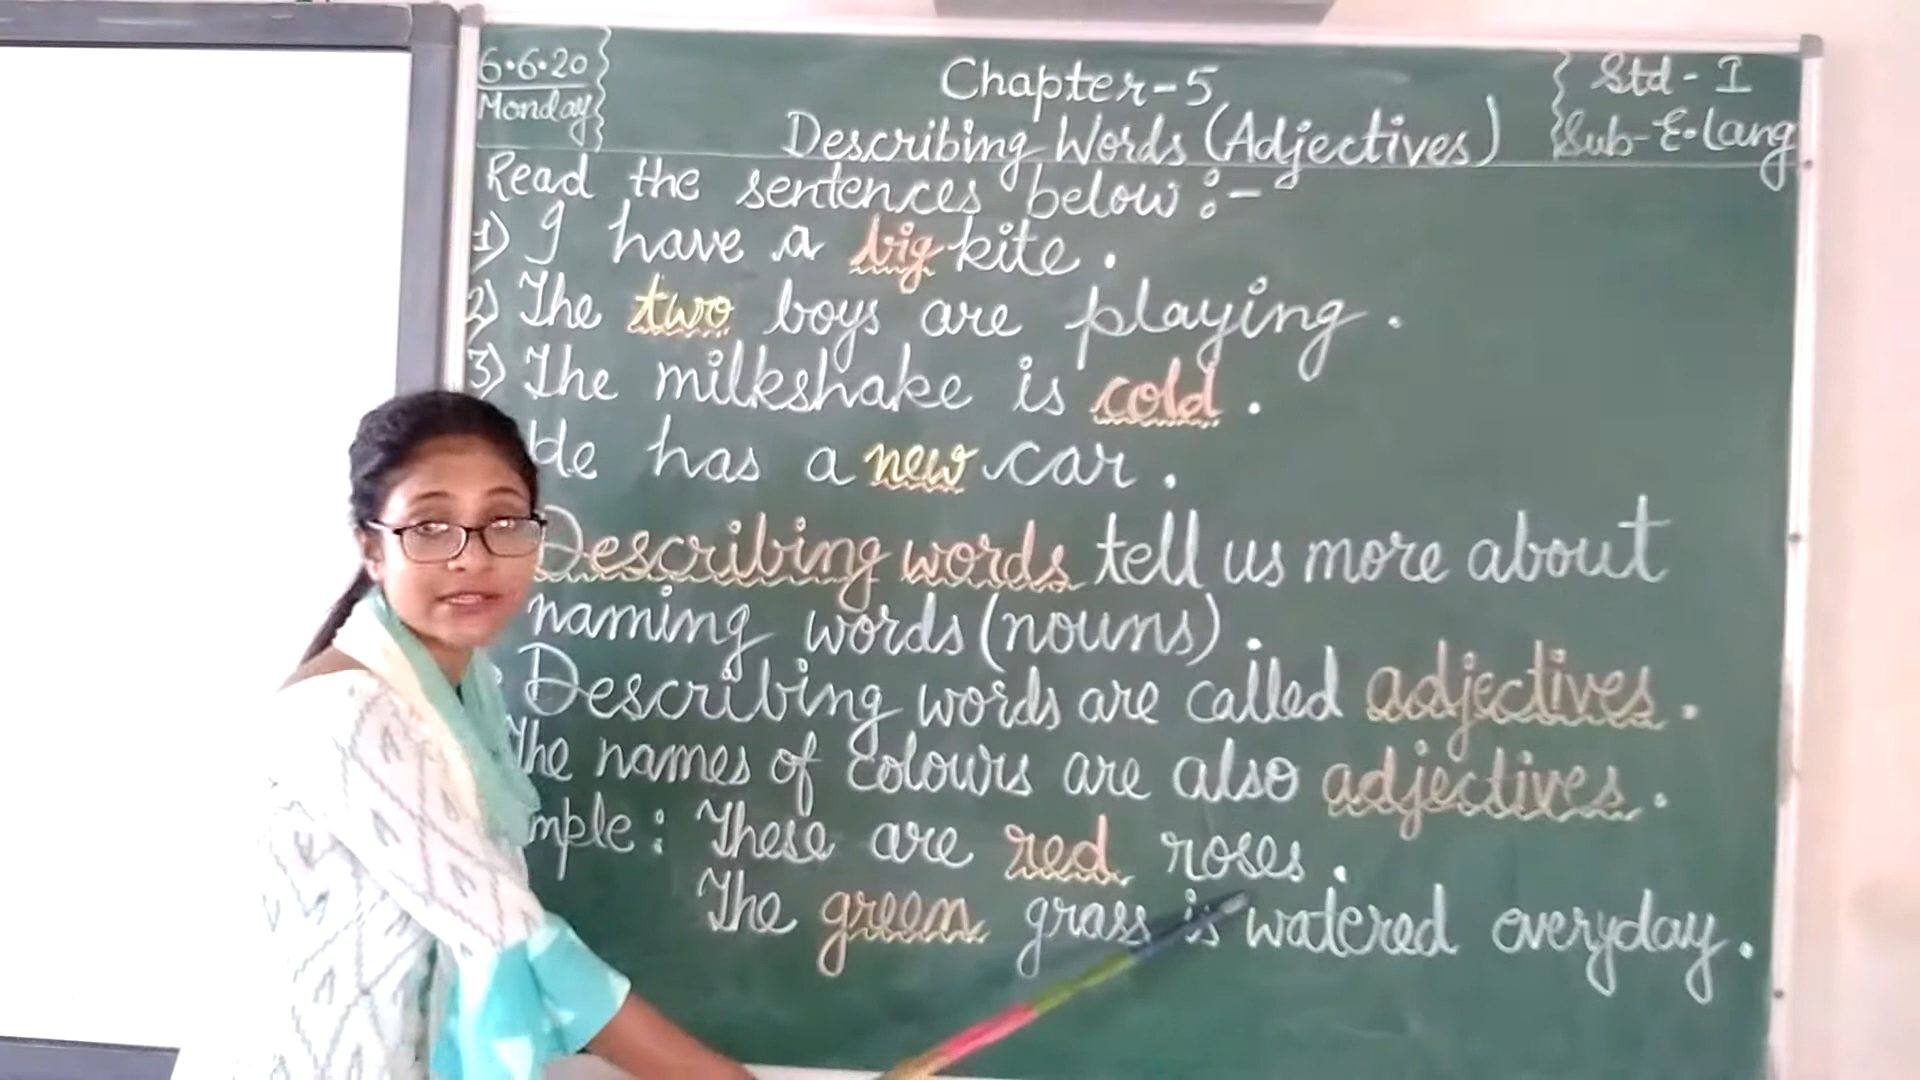 6.6.20
Monday
Chapter-5
Describing Words (Adjectives)
Std - I
Sub- E. Lang
Read the sentences below :-
1) I have a big kite.
2) The two boys are playing.
3) The milkshake is cold.
He has a new car.
Describing words tell us more about
naming words (nouns).
Describing words are called adjectives.
The names of colours are also adjectives.
mple : These are red roses.
The green grass is watered everyday.